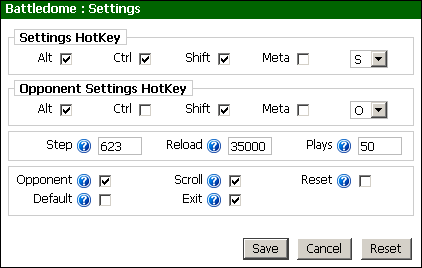 Battledome : Settings
Settings HotKey
Alt Ctrl Shift Meta S
Opponent Settings HotKey
Alt Ctrl Shift Meta O
Step ? 623 Reload ? 35000 Plays ? 50
Opponent ? Scroll ? Reset ?
Default ? Exit ?
Save Cancel Reset